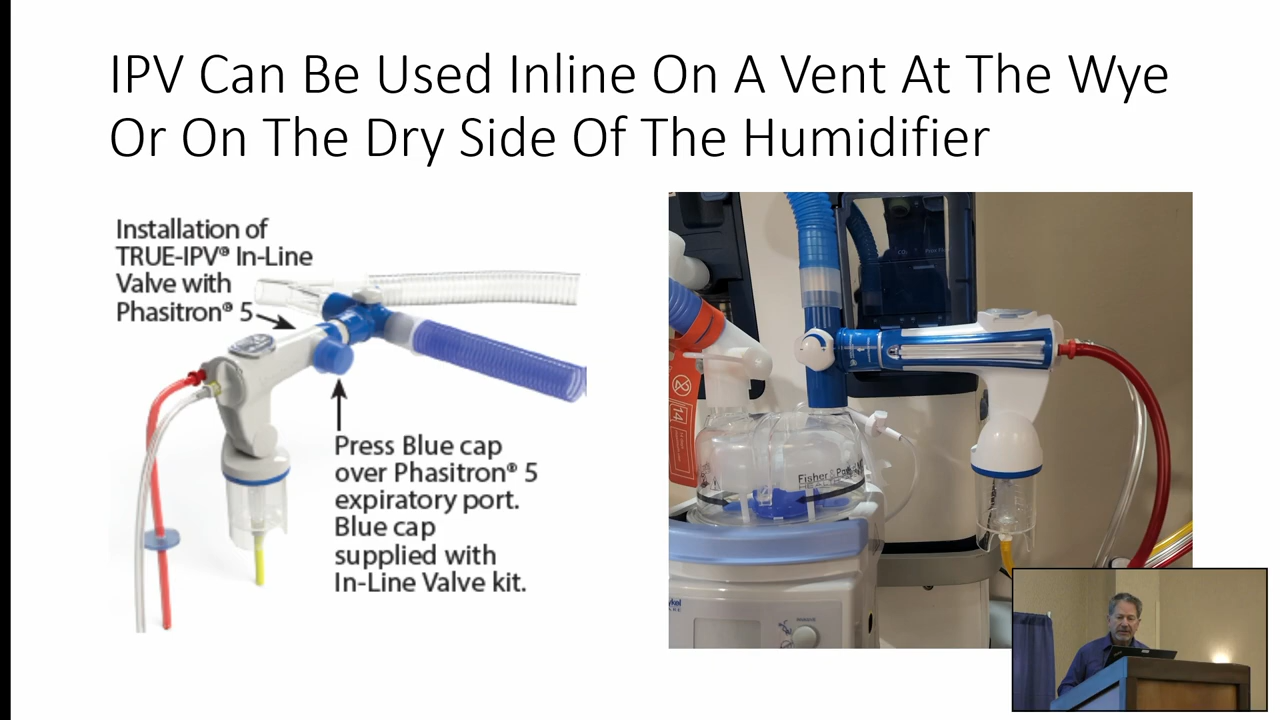 IPV Can Be Used Inline On A Vent At The Wye
Or On The Dry Side Of The Humidifier
Installation of
TRUE-IPV® In-Line
Valve with
Phasitron® 5
Press Blue cap
over Phasitron® 5
expiratory port.
Blue cap
supplied with
In-Line Valve kit.
Fisher
14